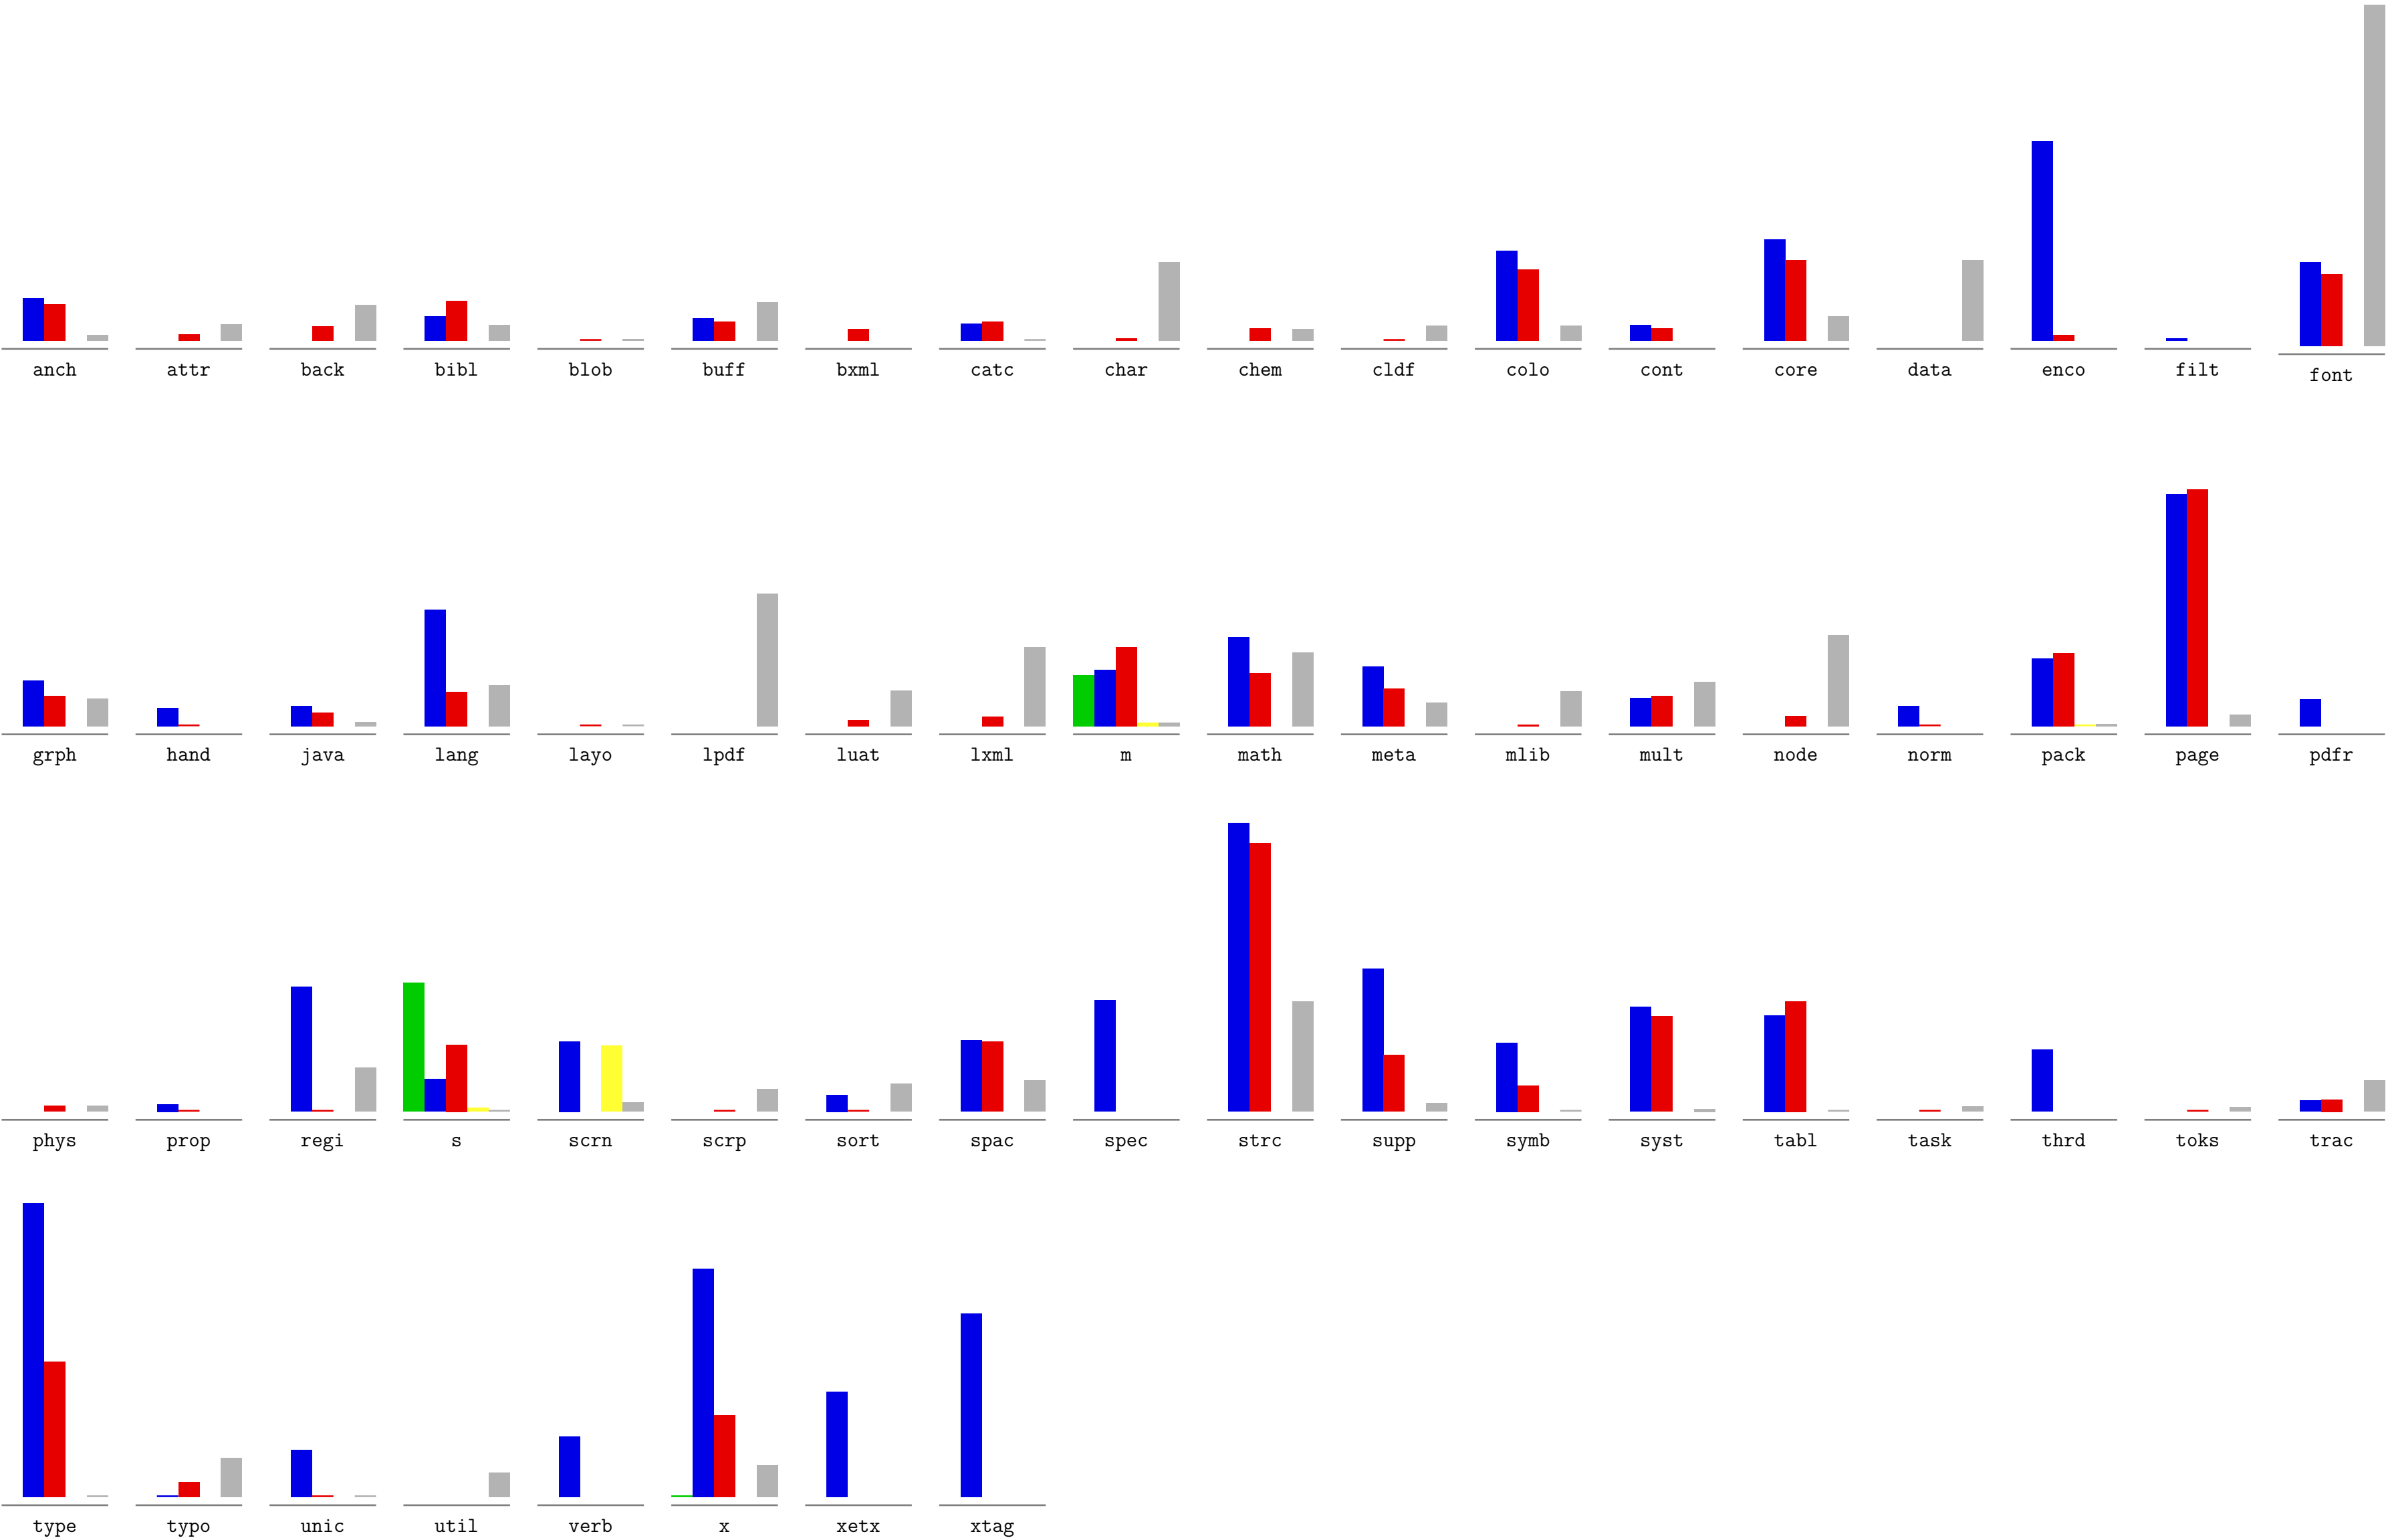 anch attr back bibl blob buff bxml catc char chem cldf colo cont core data enco filt font
grph hand java lang layo lpdf luat lxml m math meta mlib mult node norm pack page pdfr
phys prop regi s scrn scrp sort spac spec strc supp symb syst tabl task thrd toks trac
type typo unic util verb x xetx xtag